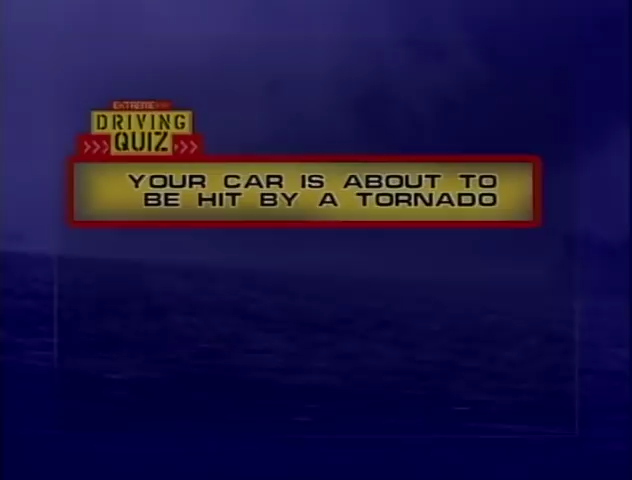 EXTREME
DRIVING
QUIZ
YOUR CAR IS ABOUT TO
BE HIT BY A TORNADO